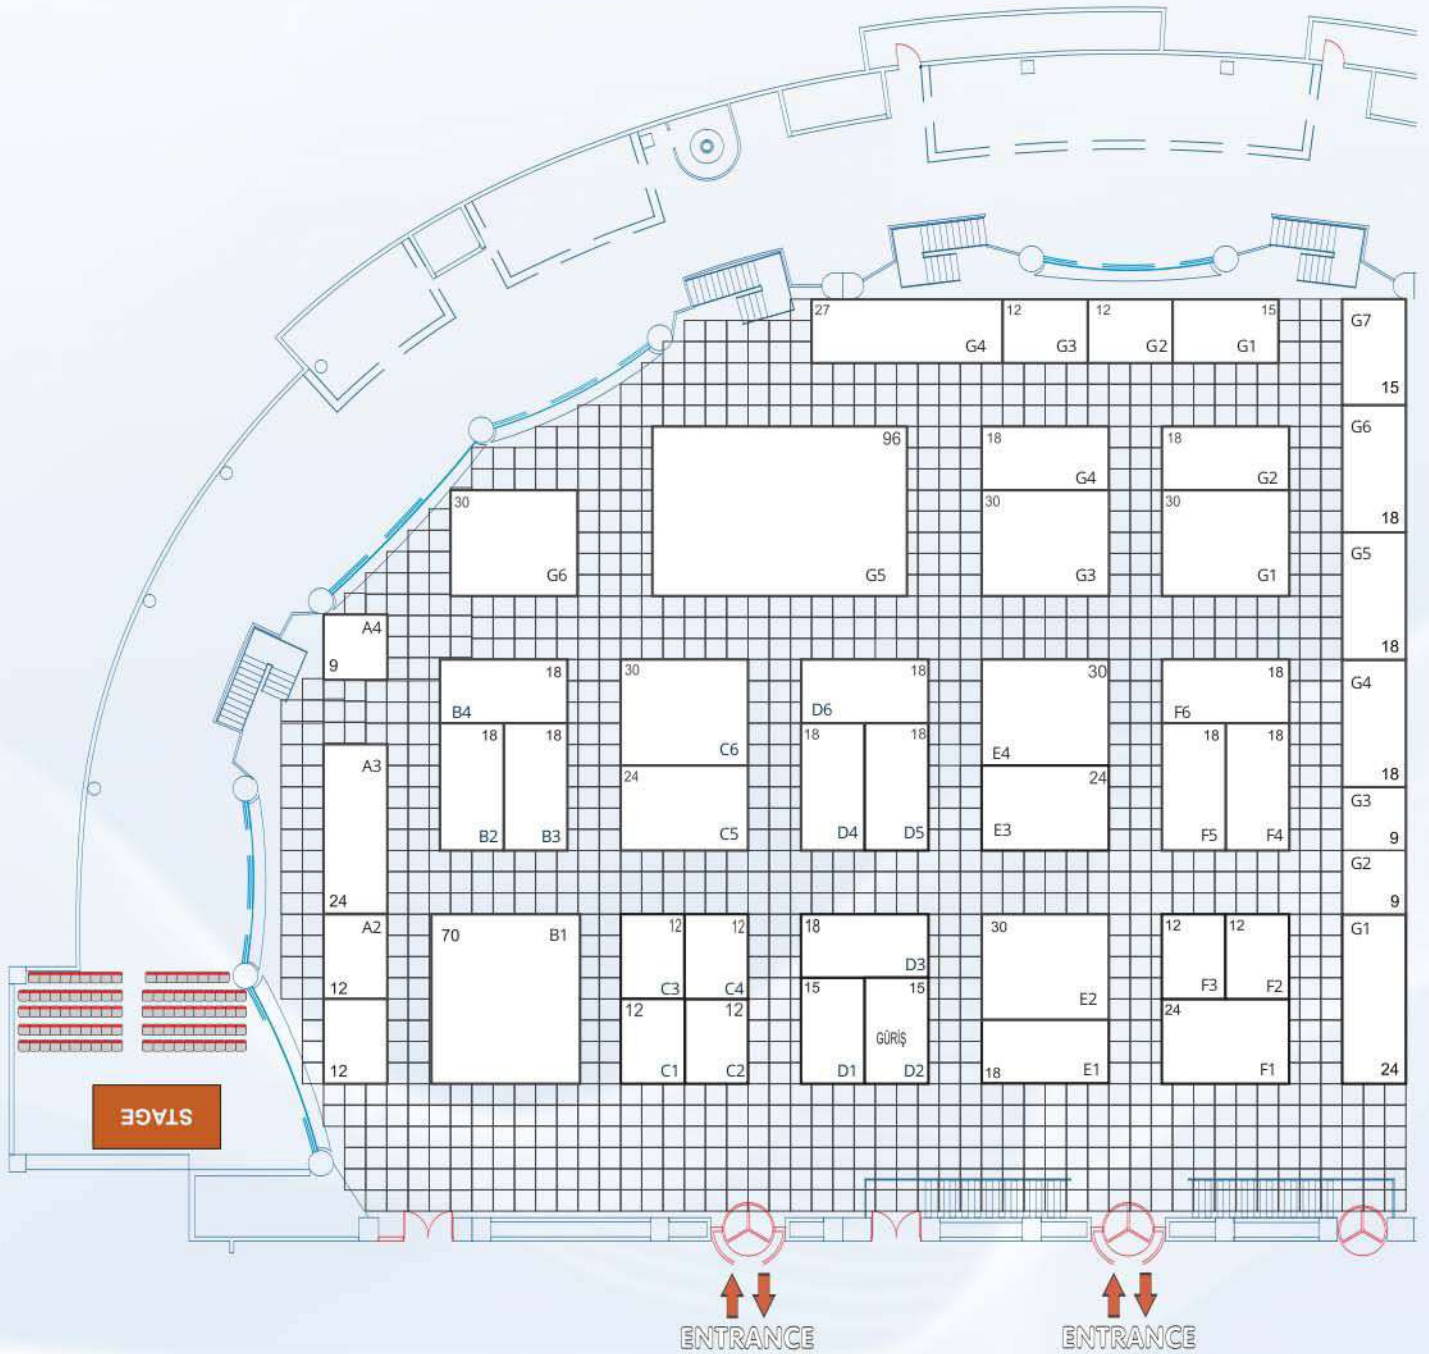 27
G4
12
G3
12
G2
15
G1
G7
15
96
G5
18
G4
18
G2
G6
18
30
G6
30
G3
30
G1
G5
18
A4
9
18
B4
30
C6
18
D6
30
E4
18
F6
G4
18
A3
24
18
B2
18
B3
24
C5
18
D4
18
D5
24
E3
18
F5
18
F4
G3
9
G2
9
A2
12
70
B1
12
C3
12
C4
18
D3
30
E2
12
F3
12
F2
G1
24
12
12
C1
12
C2
15
D1
15
GÜRİŞ
D2
18
E1
24
F1
STAGE
ENTRANCE
ENTRANCE